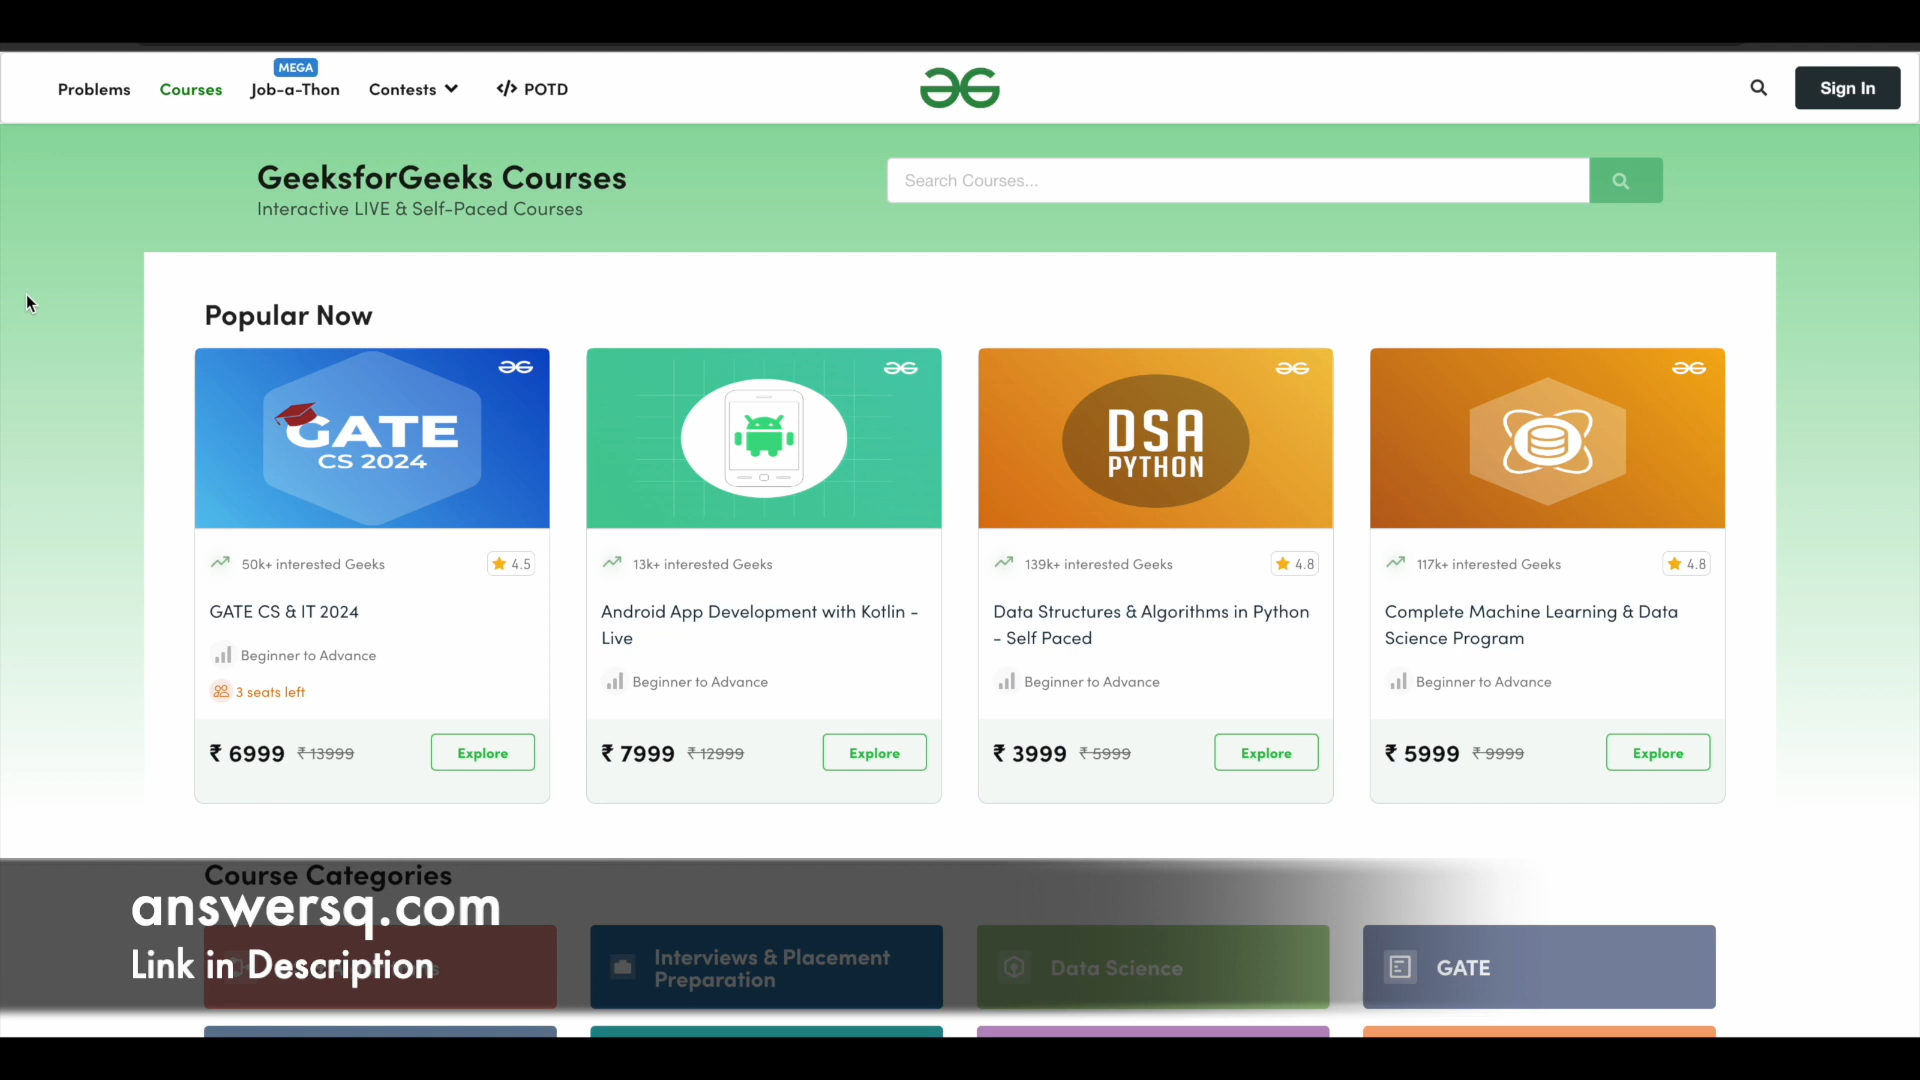 Problems
Courses
MEGA
Job-a-Thon
Contests
</> POTD
Sign In
GeeksforGeeks Courses
Interactive LIVE & Self-Paced Courses
Search Courses...
Popular Now
GATE
CS 2024
50k+ interested Geeks
4.5
GATE CS & IT 2024
Beginner to Advance
3 seats left
₹ 6999 ₹ 13999
Explore
13k+ interested Geeks
Android App Development with Kotlin -
Live
Beginner to Advance
₹ 7999 ₹ 12999
Explore
DSA
PYTHON
139k+ interested Geeks
4.8
Data Structures & Algorithms in Python
- Self Paced
Beginner to Advance
₹ 3999 ₹ 5999
Explore
117k+ interested Geeks
4.8
Complete Machine Learning & Data
Science Program
Beginner to Advance
₹ 5999 ₹ 9999
Explore
Course Categories
answersq.com
Link in Description
Interviews & Placement
Preparation
Data Science
GATE